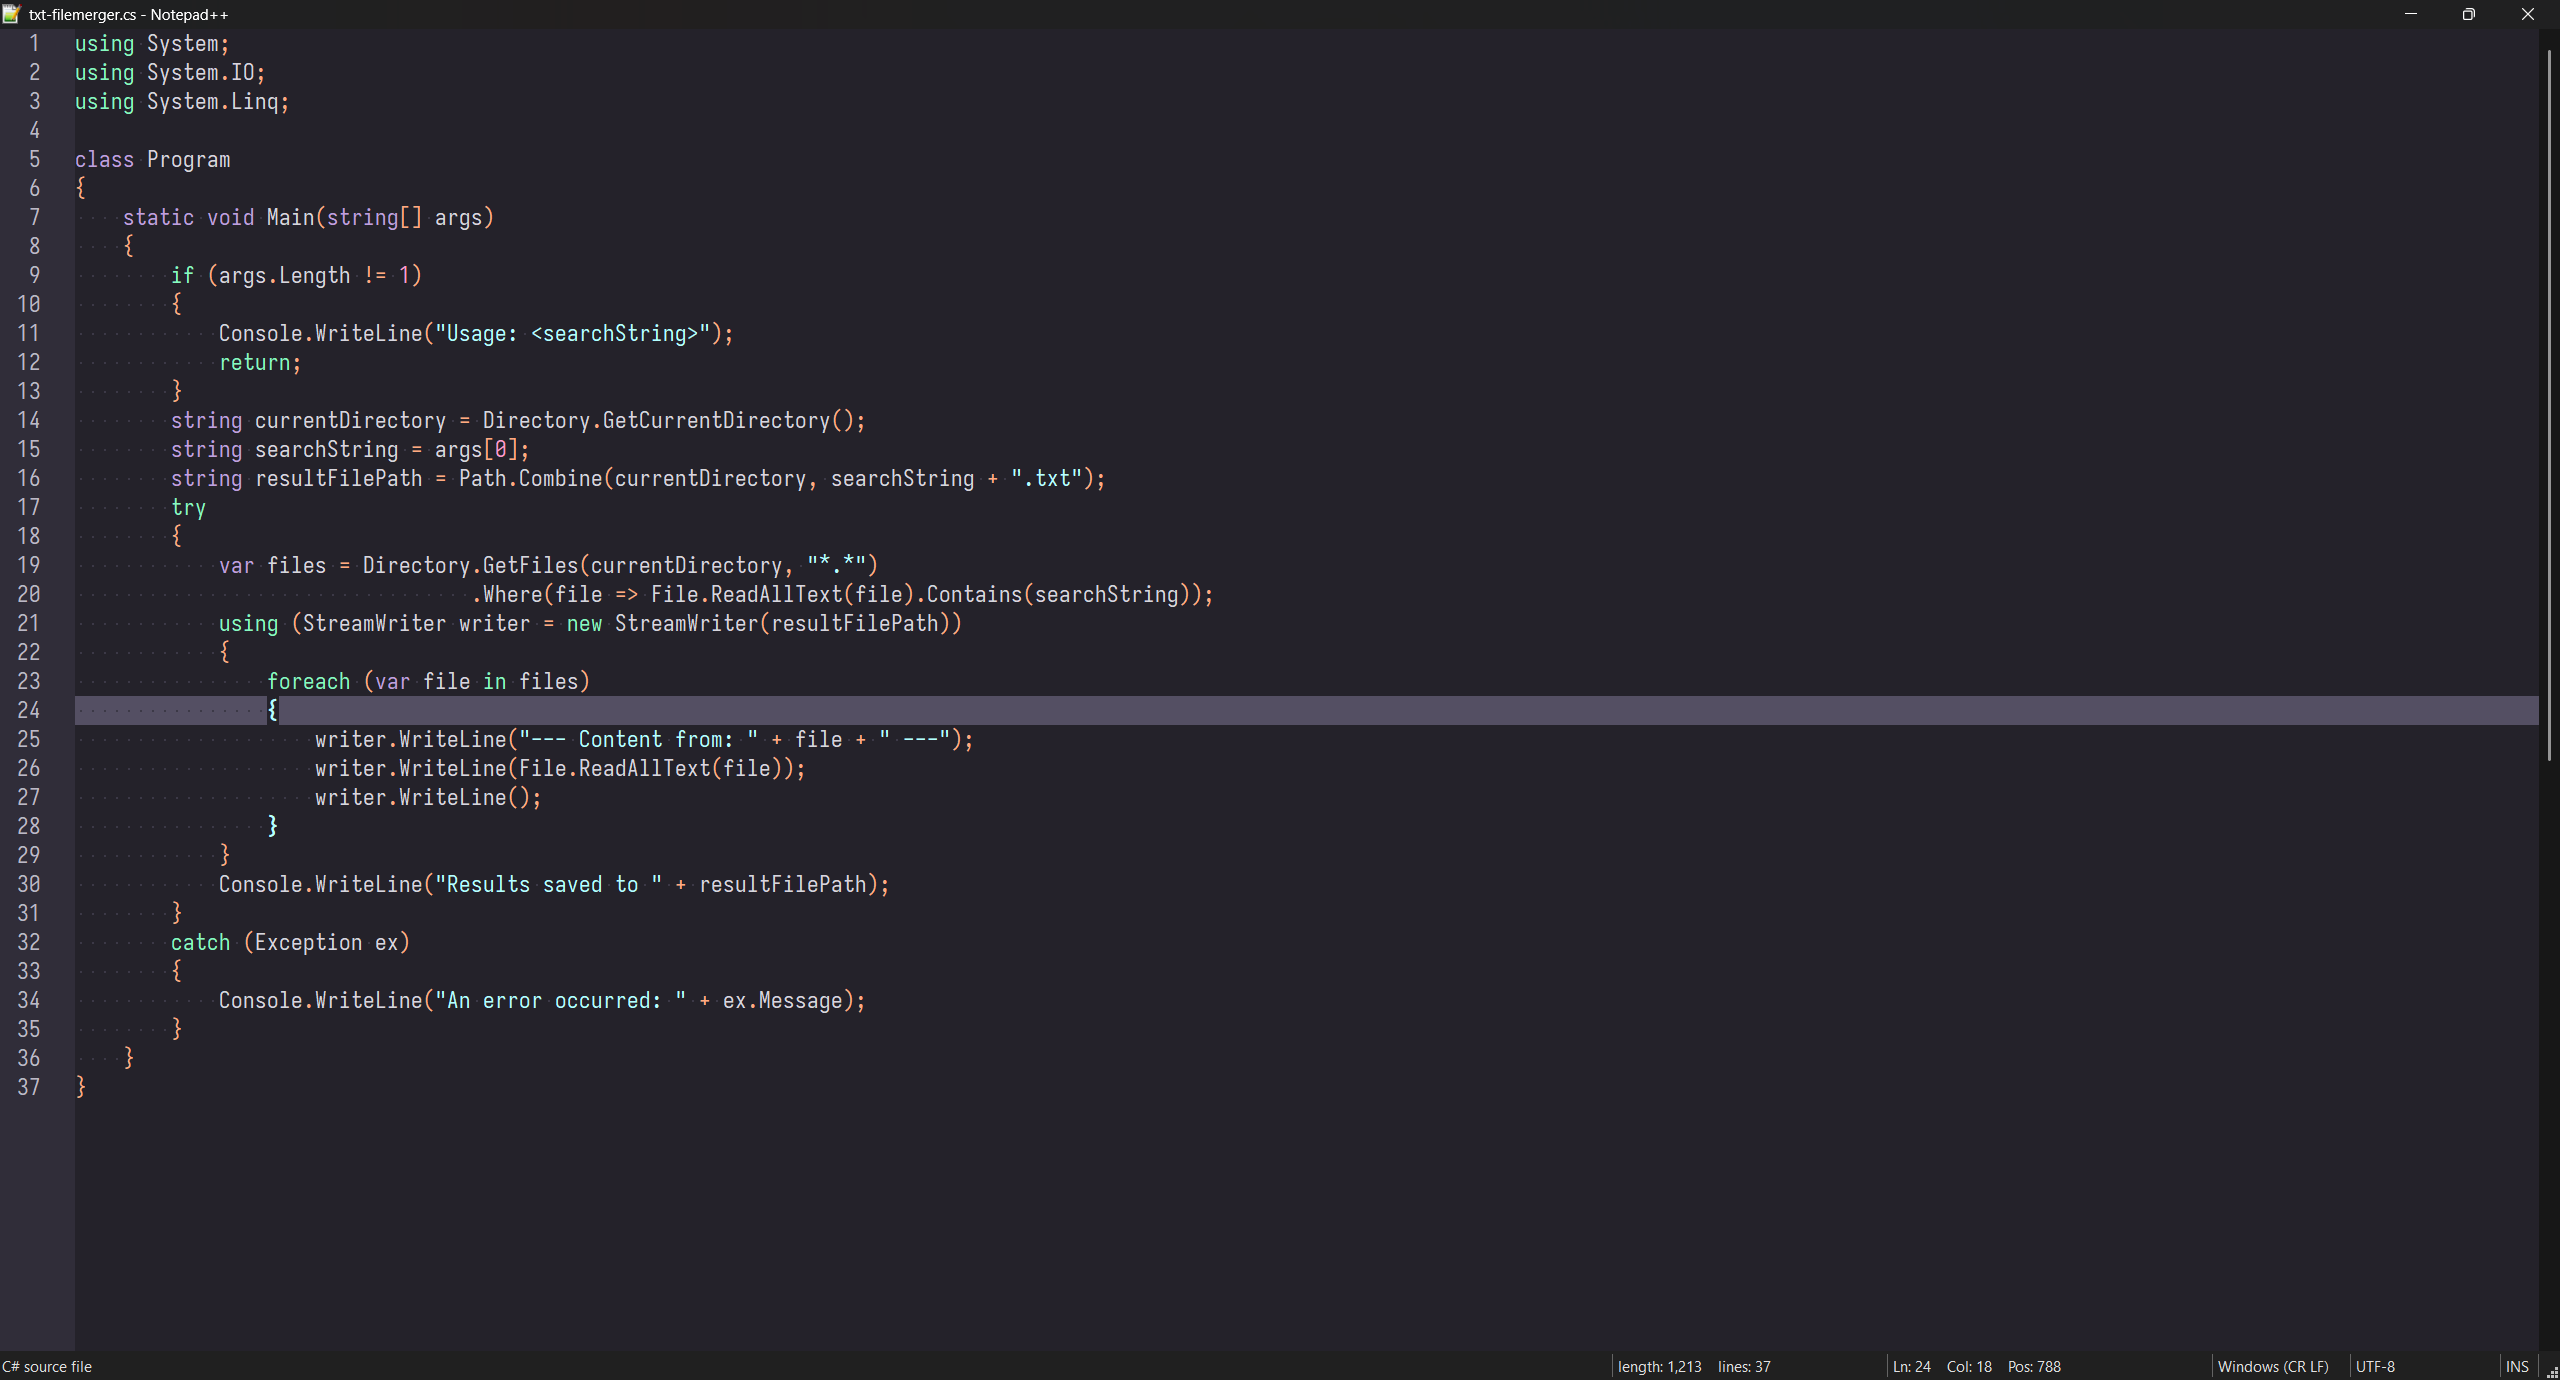 txt-filemerger.cs - Notepad++
1 using System;
2 using System.IO;
3 using System.Linq;
4
5 class Program
6 {
7     static void Main(string[] args)
8     {
9         if (args.Length != 1)
10         {
11             Console.WriteLine("Usage: <searchString>");
12             return;
13         }
14         string currentDirectory = Directory.GetCurrentDirectory();
15         string searchString = args[0];
16         string resultFilePath = Path.Combine(currentDirectory, searchString + ".txt");
17         try
18         {
19             var files = Directory.GetFiles(currentDirectory, "*.*")
20                                  .Where(file => File.ReadAllText(file).Contains(searchString));
21             using (StreamWriter writer = new StreamWriter(resultFilePath))
22             {
23                 foreach (var file in files)
24                 {
25                     writer.WriteLine("--- Content from: " + file + " ---");
26                     writer.WriteLine(File.ReadAllText(file));
27                     writer.WriteLine();
28                 }
29             }
30             Console.WriteLine("Results saved to " + resultFilePath);
31         }
32         catch (Exception ex)
33         {
34             Console.WriteLine("An error occurred: " + ex.Message);
35         }
36     }
37 }
C# source file length: 1,213 lines: 37 Ln: 24 Col: 18 Pos: 788 Windows (CR LF) UTF-8 INS